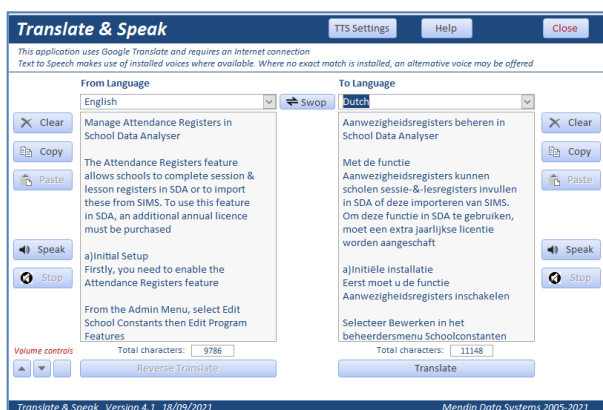 Translate & Speak
TTS Settings
Help
Close
This application uses Google Translate and requires an Internet connection
Text to Speech makes use of installed voices where available. Where no exact match is installed, an alternative voice may be offered
From Language
To Language
English
Swop
Dutch
Clear
Copy
Paste
Speak
Stop
Manage Attendance Registers in
School Data Analyser
The Attendance Registers feature
allows schools to complete session &
lesson registers in SDA or to import
these from SIMS. To use this feature
in SDA, an additional annual licence
must be purchased
a)Initial Setup
Firstly, you need to enable the
Attendance Registers feature
From the Admin Menu, select Edit
School Constants then Edit Program
Features
Aanwezigheidsregisters beheren in
School Data Analyser
Met de functie
Aanwezigheidsregisters kunnen
scholen sessie-&-lesregisters invullen
in SDA of deze importeren van SIMS.
Om deze functie in SDA te gebruiken,
moet een extra jaarlijkse licentie
worden aangeschaft
a)Initiële installatie
Eerst moet u de functie
Aanwezigheidsregisters inschakelen
Selecteer Bewerken in het
beheerdersmenu Schoolconstanten
Clear
Copy
Paste
Speak
Stop
Volume controls
Total characters: 9786
Total characters: 11148
Reverse Translate
Translate
Translate & Speak Version 4.1 18/09/2021
Mendip Data Systems 2005-2021